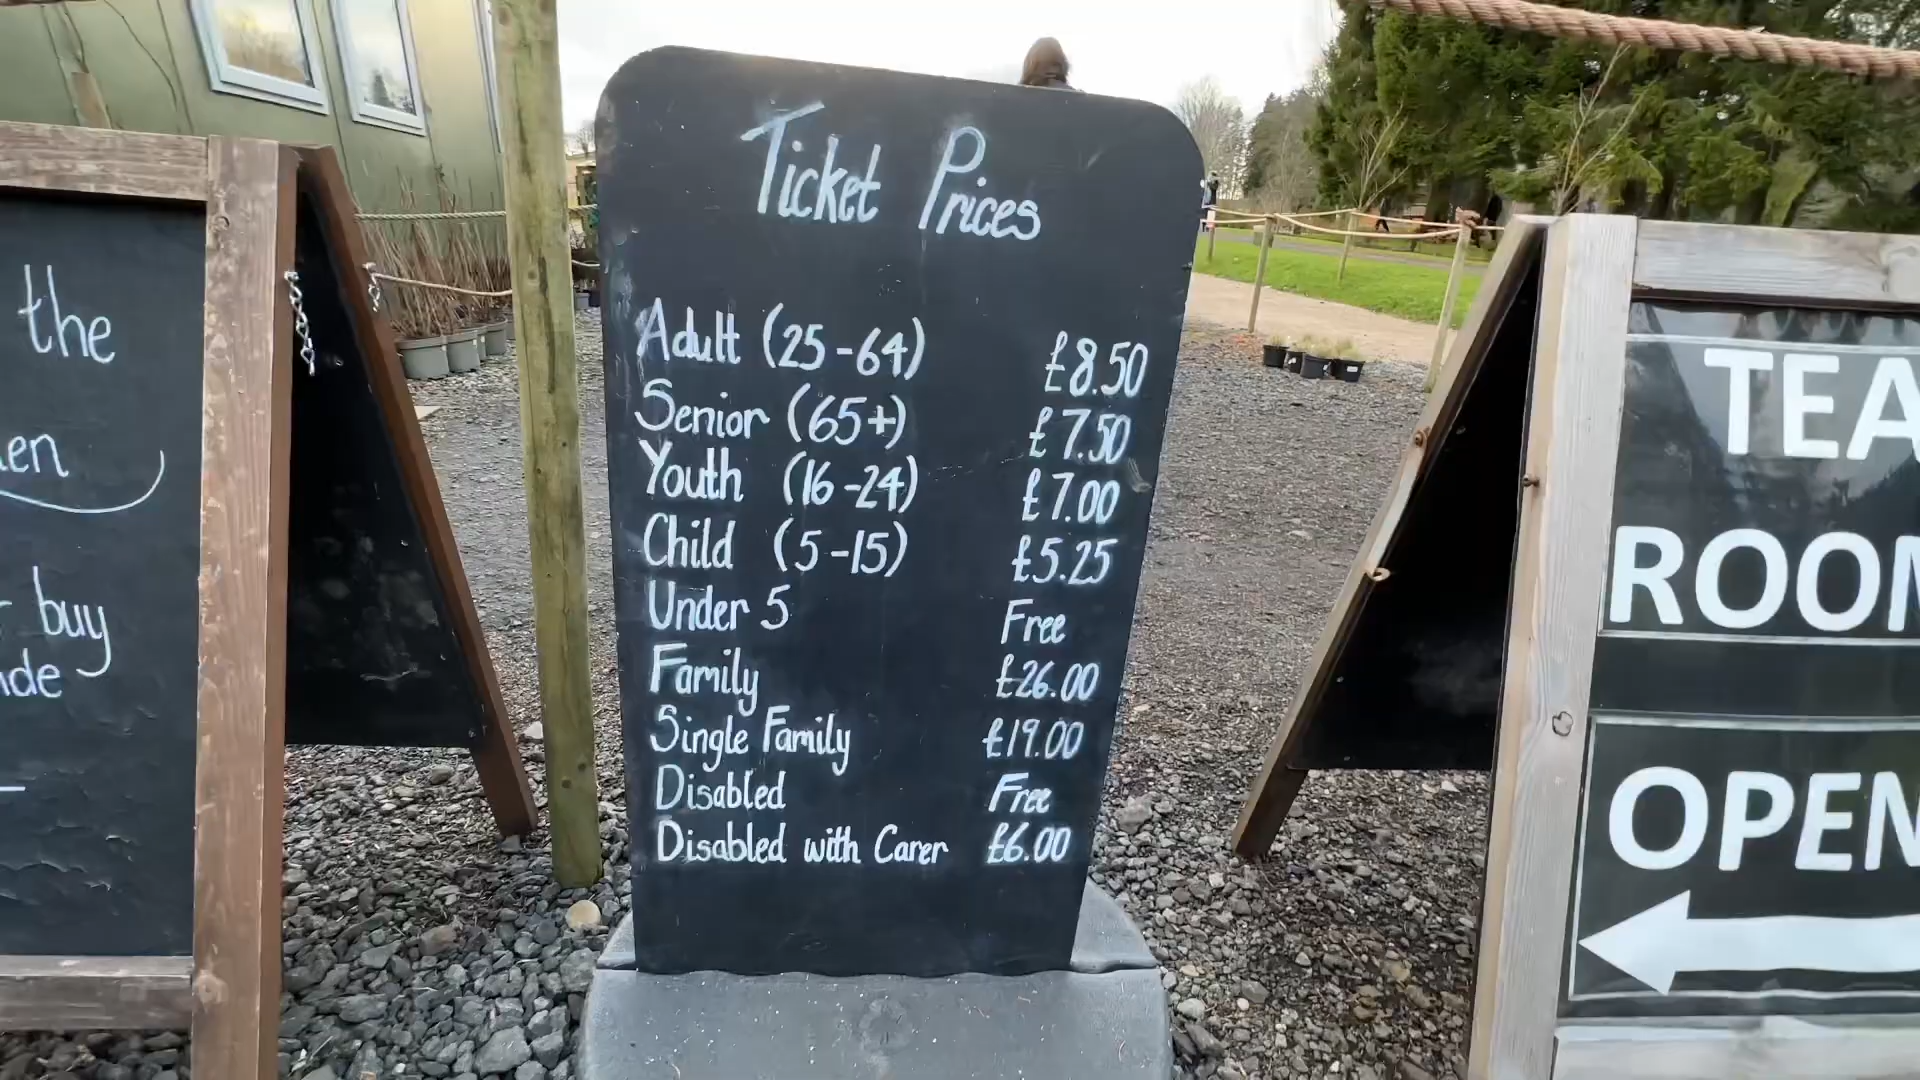 the
buy
Ticket Prices
Adult (25-64) £8.50
Senior (65+) £7.50
Youth (16-24) £7.00
Child (5-15) £5.25
Under 5 Free
Family £26.00
Single Family £19.00
Disabled Free
Disabled with Carer £6.00
TEA
ROOM
OPEN